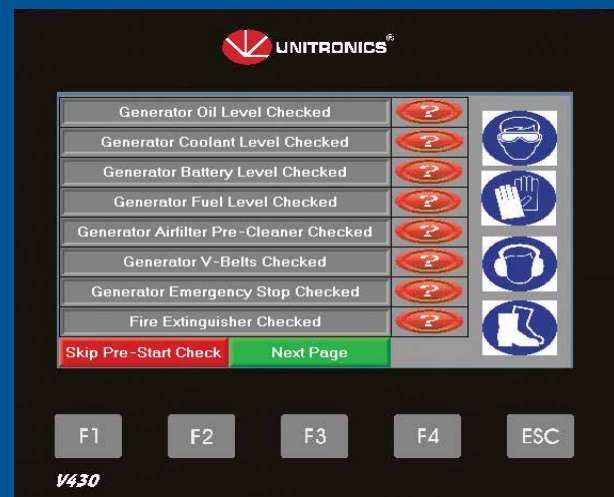 UNITRONICS®
Generator Oil Level Checked ?
Generator Coolant Level Checked ?
Generator Battery Level Checked ?
Generator Fuel Level Checked ?
Generator Airfilter Pre-Cleaner Checked ?
Generator V-Belts Checked ?
Generator Emergency Stop Checked ?
Fire Extinguisher Checked ?
Skip Pre-Start Check Next Page
F1 F2 F3 F4 ESC
V430